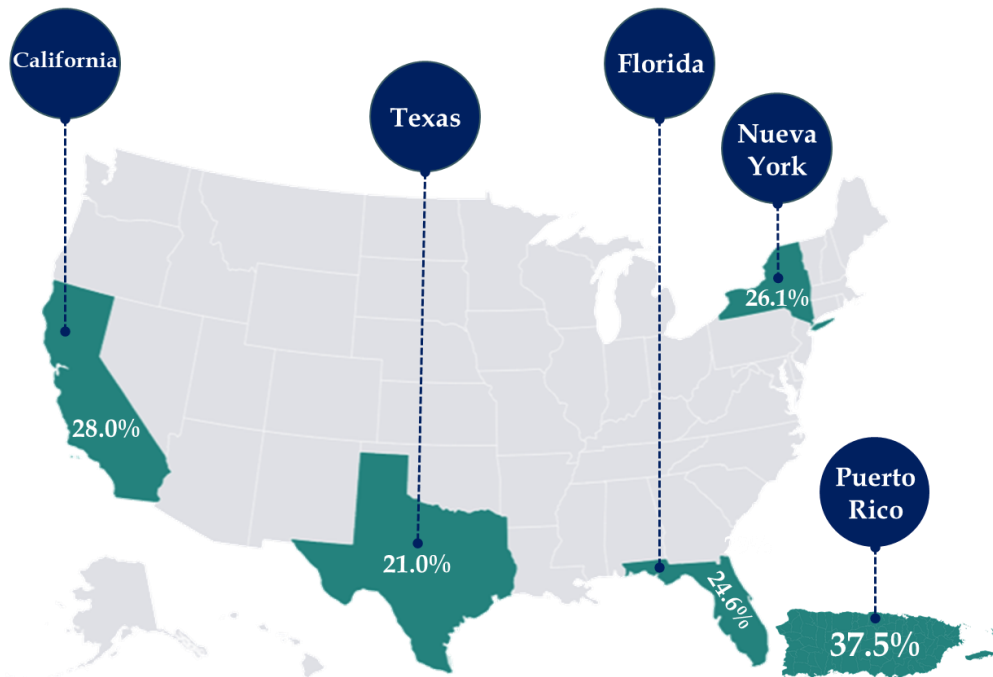 California
Texas
Florida
Nueva
York
26.1%
28.0%
21.0%
24.6%
Puerto
Rico
37.5%